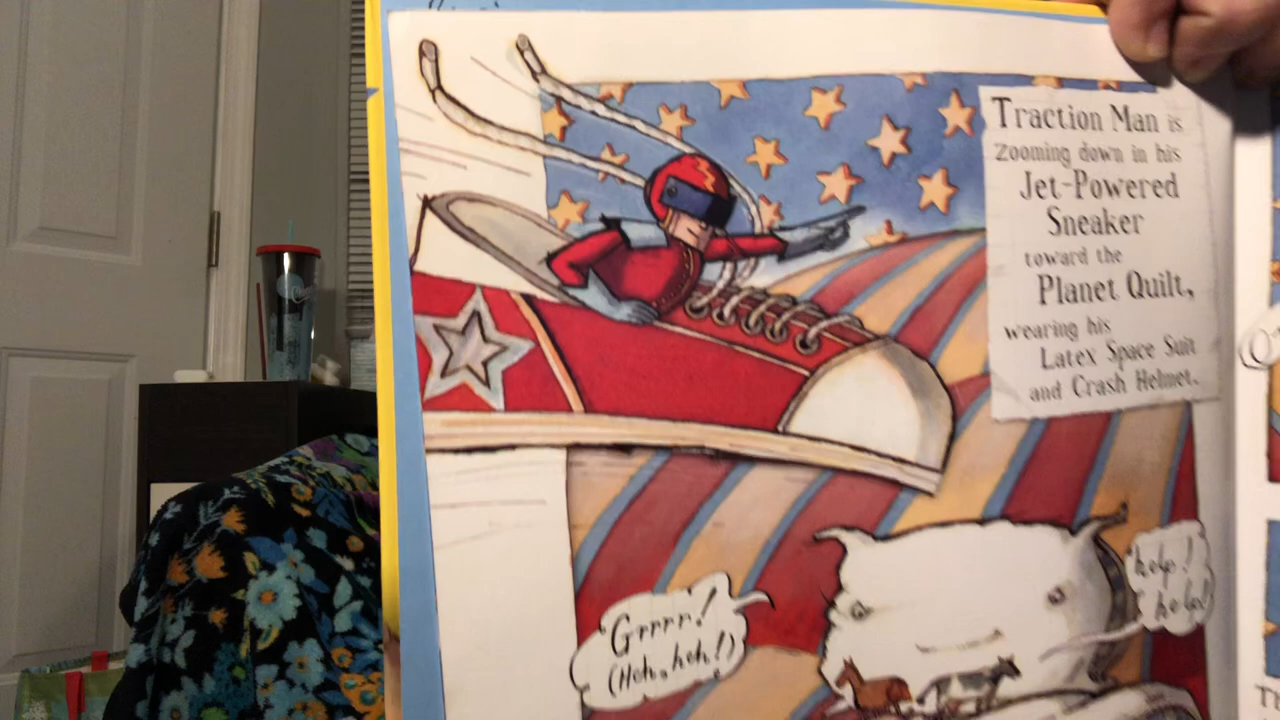 Traction Man is
zooming down in his
Jet-Powered
Sneaker
toward the
Planet Quilt,
wearing his
Latex Space Suit
and Crash Helmet.
Grrrr!
(Heh, heh!)
help!
help!
Th